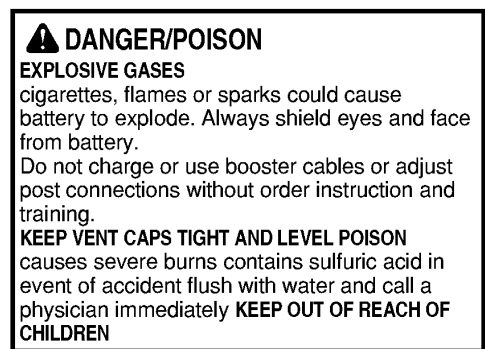 DANGER/POISON
EXPLOSIVE GASES
cigarettes, flames or sparks could cause
battery to explode. Always shield eyes and face
from battery.
Do not charge or use booster cables or adjust
post connections without order instruction and
training.
KEEP VENT CAPS TIGHT AND LEVEL POISON
causes severe burns contains sulfuric acid in
event of accident flush with water and call a
physician immediately KEEP OUT OF REACH OF
CHILDREN